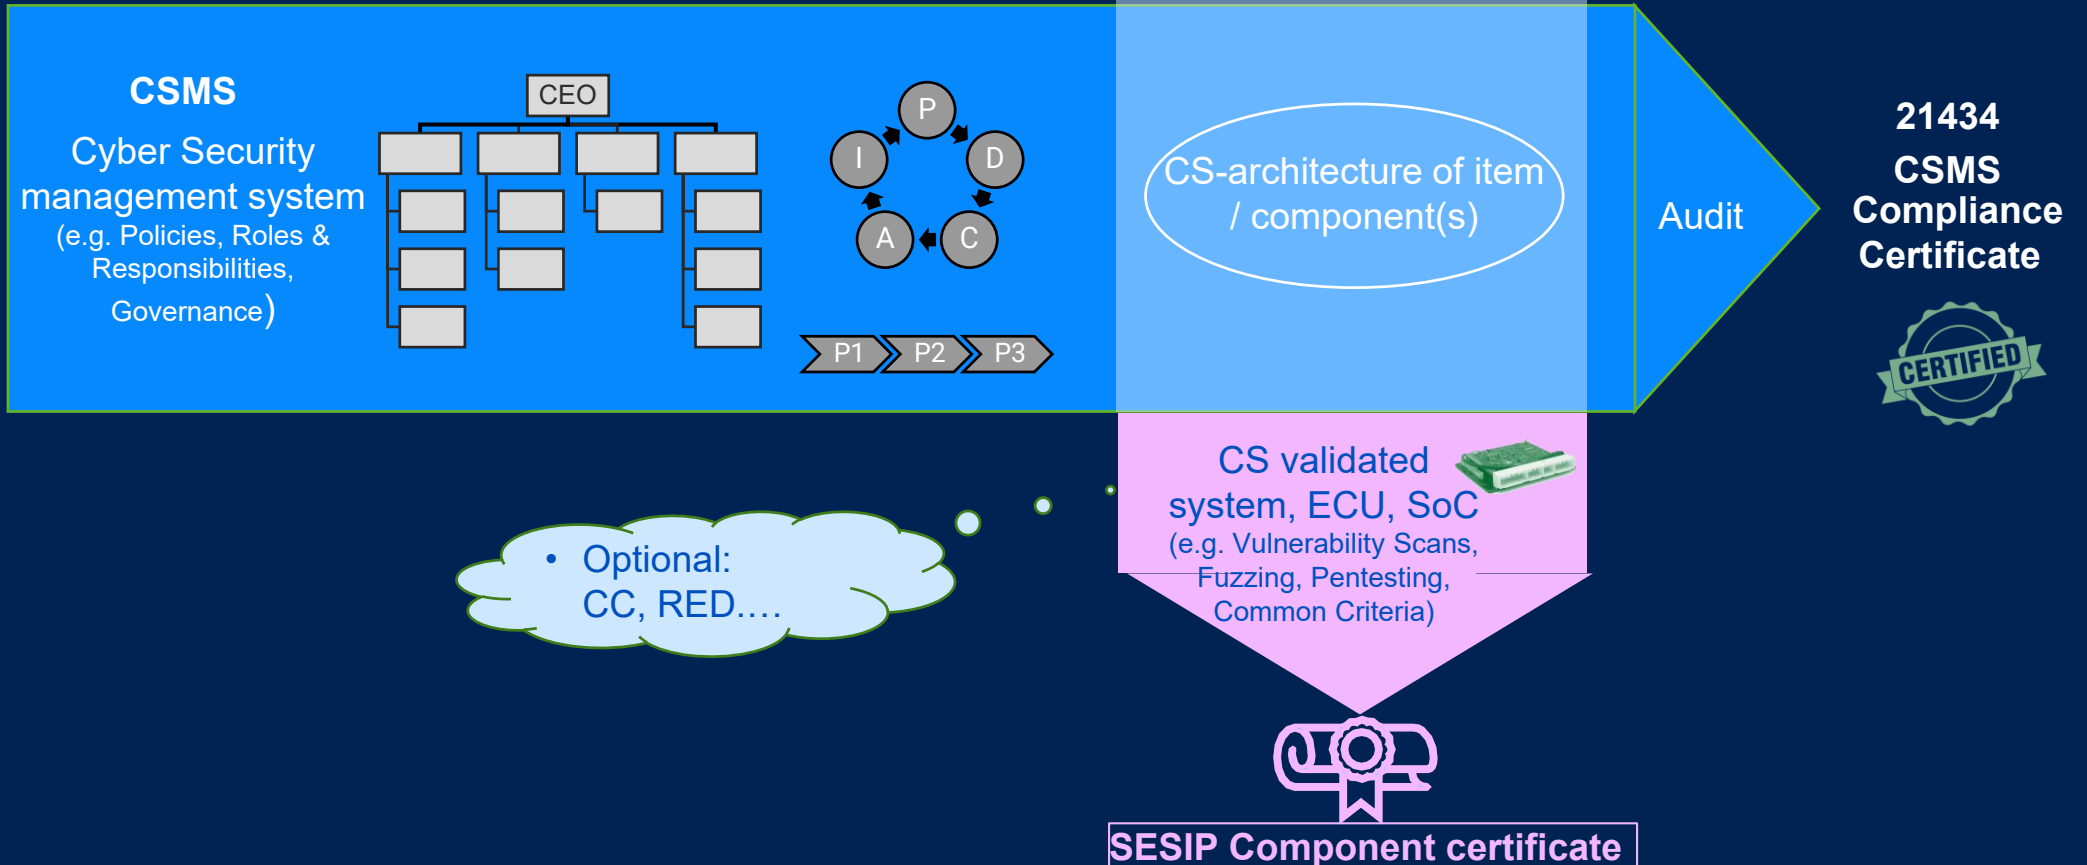 CSMS
Cyber Security
management system
(e.g. Policies, Roles &
Responsibilities,
Governance)
CEO
P
D
C
A
I
P1
P2
P3
CS-architecture of item
/ component(s)
Audit
21434
CSMS
Compliance
Certificate
CERTIFIED
CS validated
system, ECU, SoC
(e.g. Vulnerability Scans,
Fuzzing, Pentesting,
Common Criteria)
• Optional:
CC, RED….
SESIP Component certificate